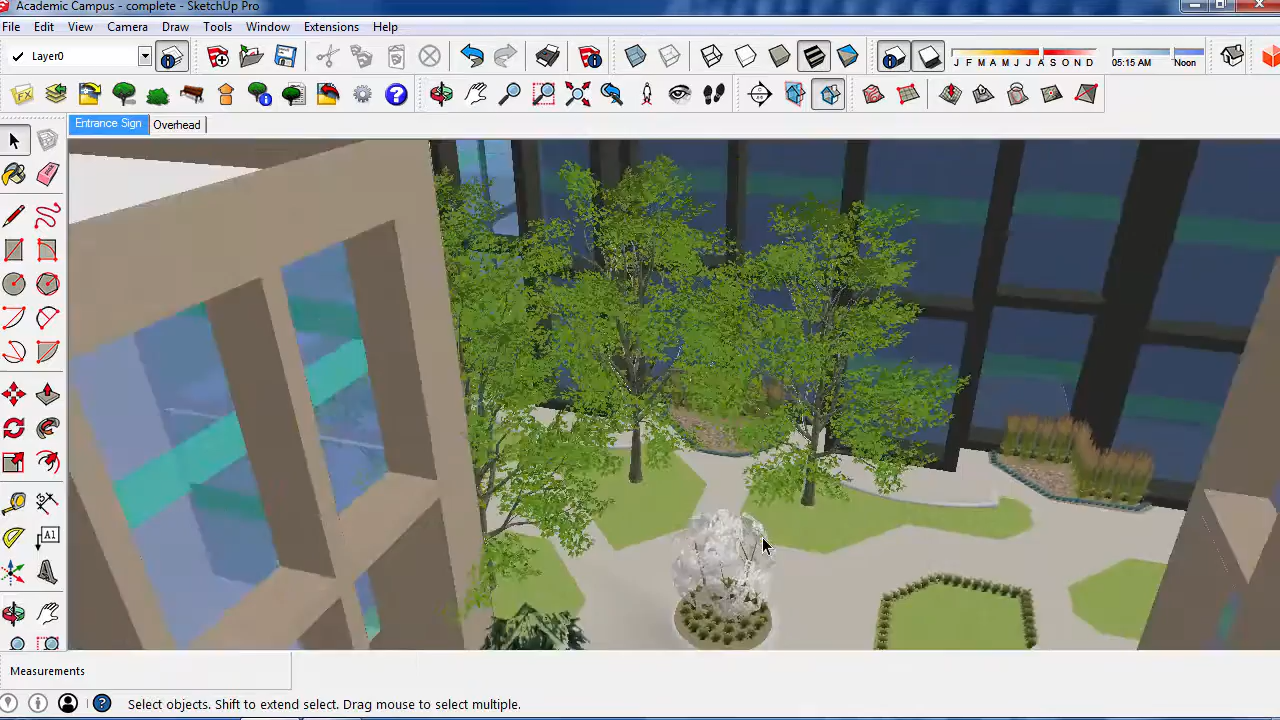 Academic Campus - complete - SketchUp Pro
File Edit View Camera Draw Tools Window Extensions Help
Layer0
J F M A M J J A S O N D 05:15 AM Noon
Entrance Sign Overhead
A1
Measurements
Select objects. Shift to extend select. Drag mouse to select multiple.